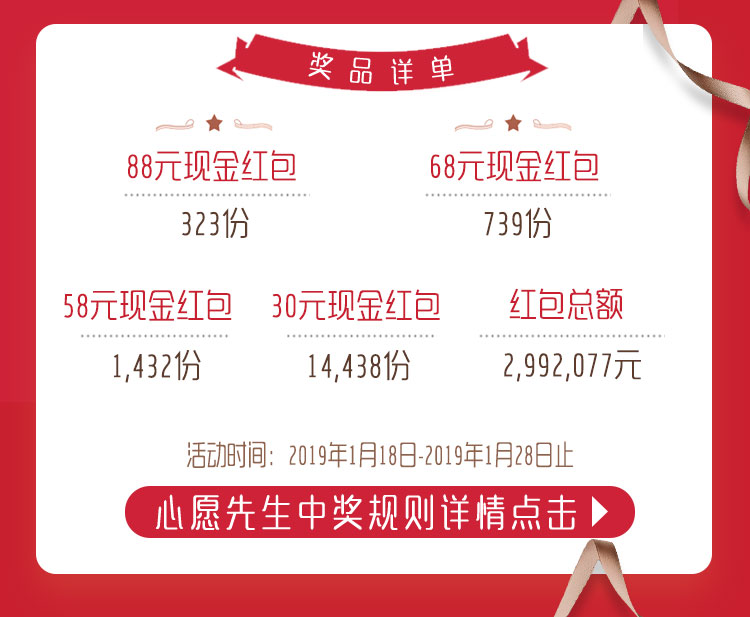 奖品详单
88元现金红包
323份
68元现金红包
739份
58元现金红包
1,432份
30元现金红包
14,438份
红包总额
2,992,077元
活动时间：2019年1月18日-2019年1月28日止
心愿先生中奖规则详情点击